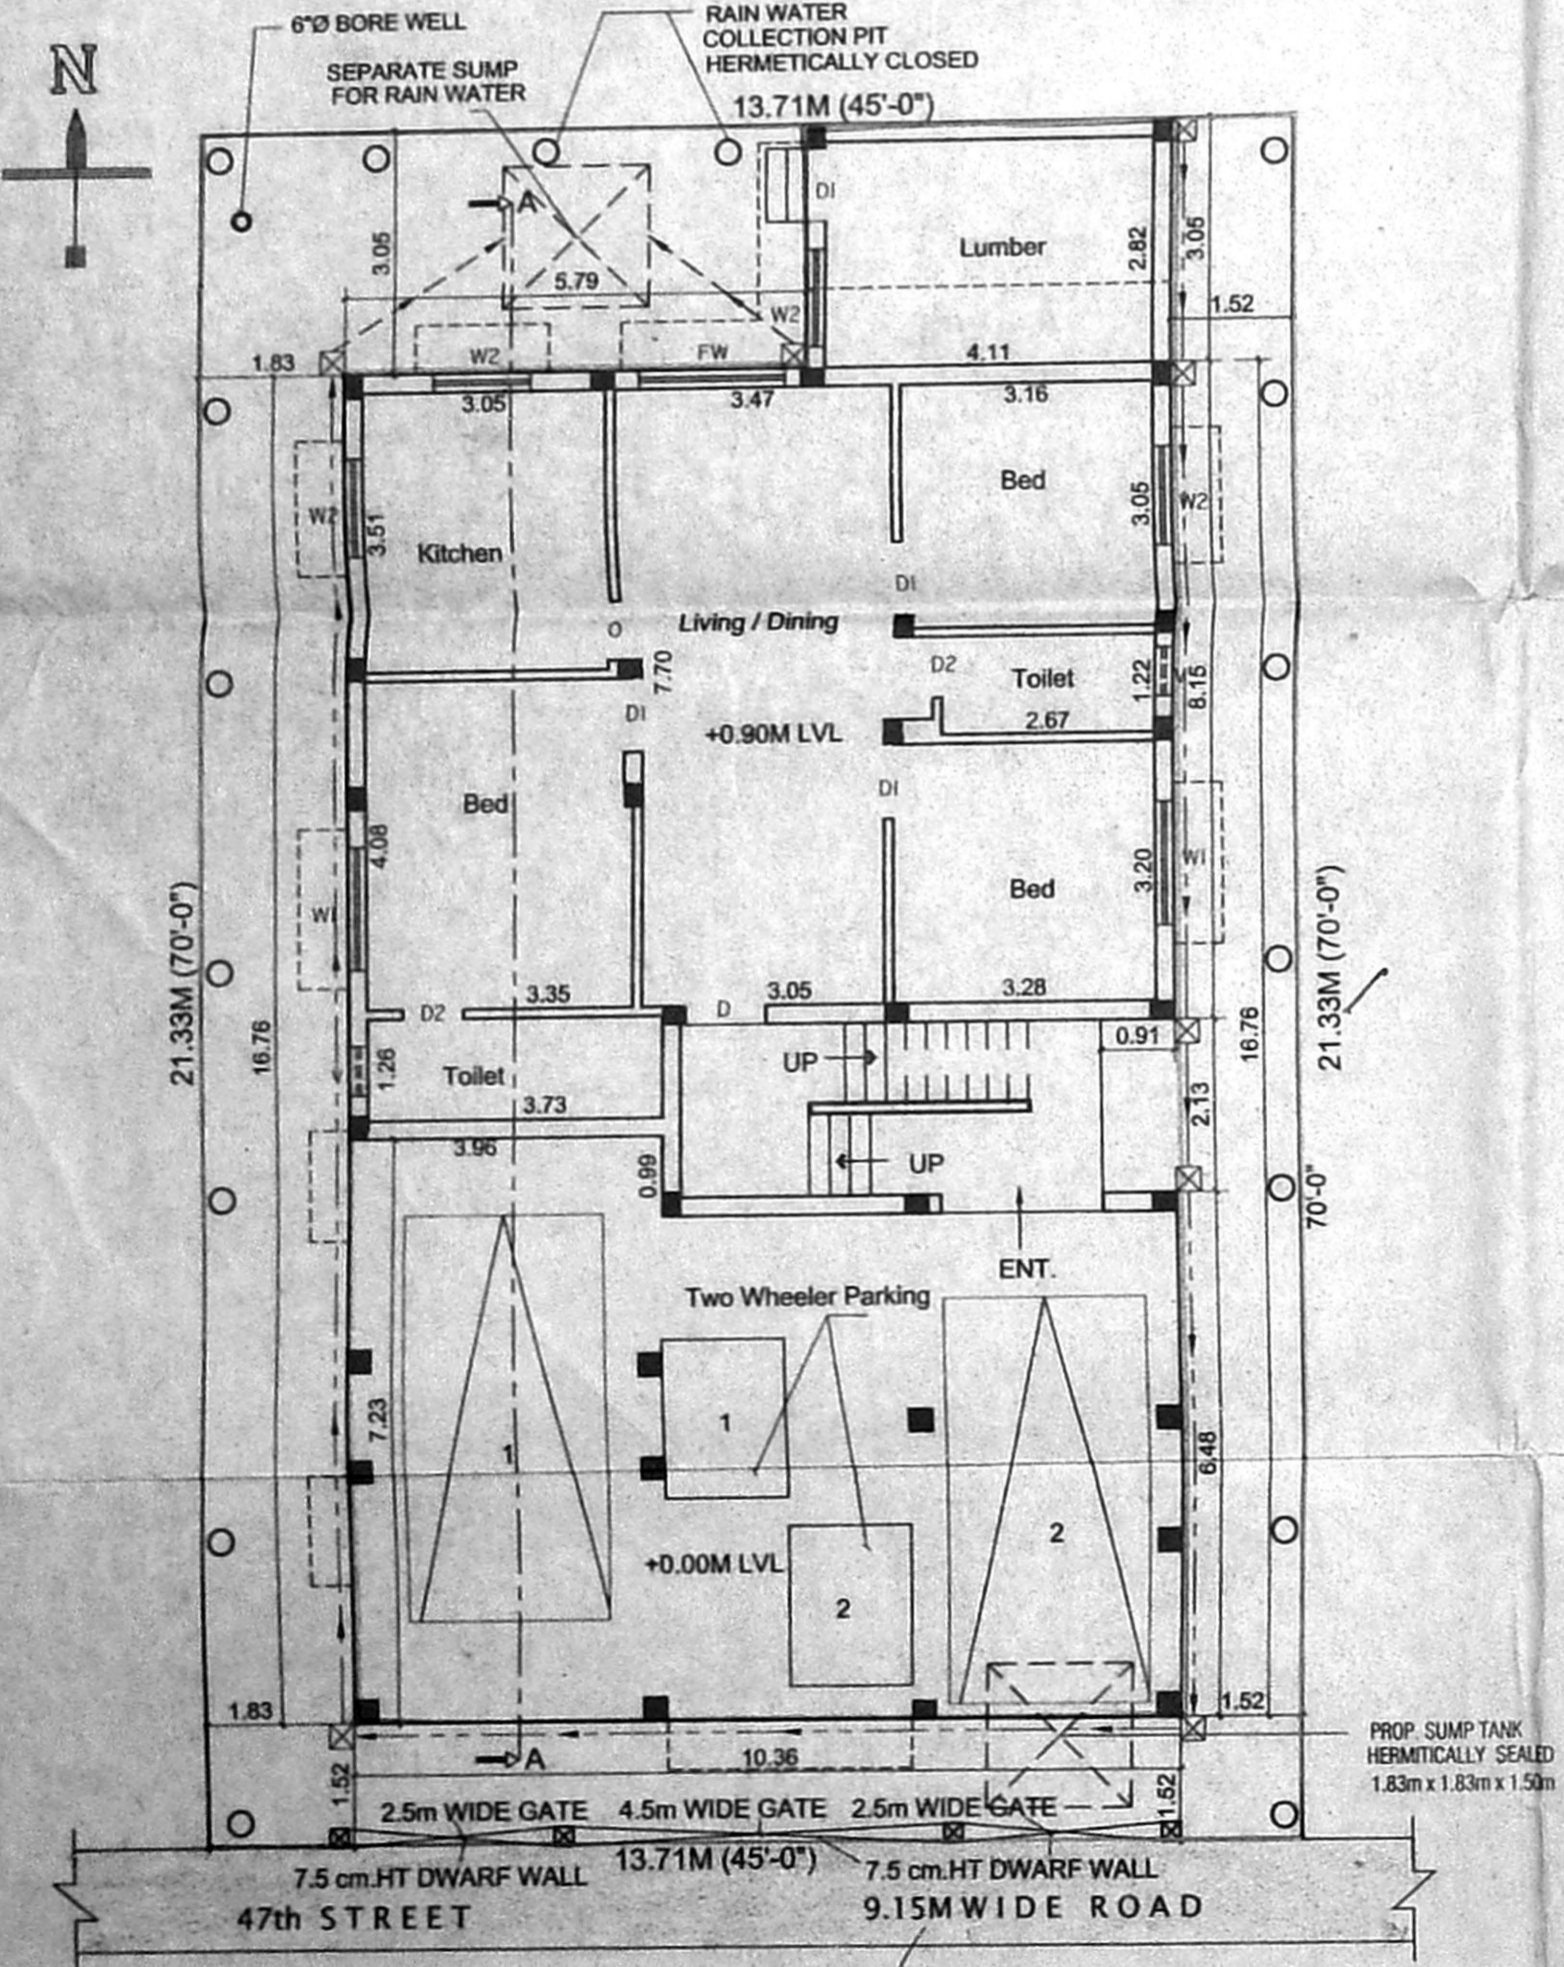 6"Ø BORE WELL
RAIN WATER
COLLECTION PIT
HERMETICALLY CLOSED
N
SEPARATE SUMP
FOR RAIN WATER
13.71M (45'-0")
A
D1
3.05
Lumber
2.82
3.05
5.79
W2
1.52
1.83
W2
FW
4.11
3.05
3.47
3.16
W2
3.51
Kitchen
Bed
3.05
W2
D1
O
Living / Dining
7.70
D2
Toilet
1.22
8.15
D1
+0.90M LVL
2.67
Bed
D1
4.08
W1
Bed
3.20
W1
21.33M (70'-0")
21.33M (70'-0")
16.76
16.76
3.35
3.05
3.28
D2
D
0.91
1.26
Toilet
UP
3.73
2.13
3.96
0.99
UP
70'-0"
ENT.
Two Wheeler Parking
7.23
1
1
6.48
2
+0.00M LVL
2
1.83
1.52
PROP. SUMP TANK
HERMITICALLY SEALED
1.83m x 1.83m x 1.50m
A
10.36
1.52
1.52
2.5m WIDE GATE
4.5m WIDE GATE
2.5m WIDE GATE
7.5 cm.HT DWARF WALL
13.71M (45'-0")
7.5 cm.HT DWARF WALL
47th STREET
9.15M WIDE ROAD